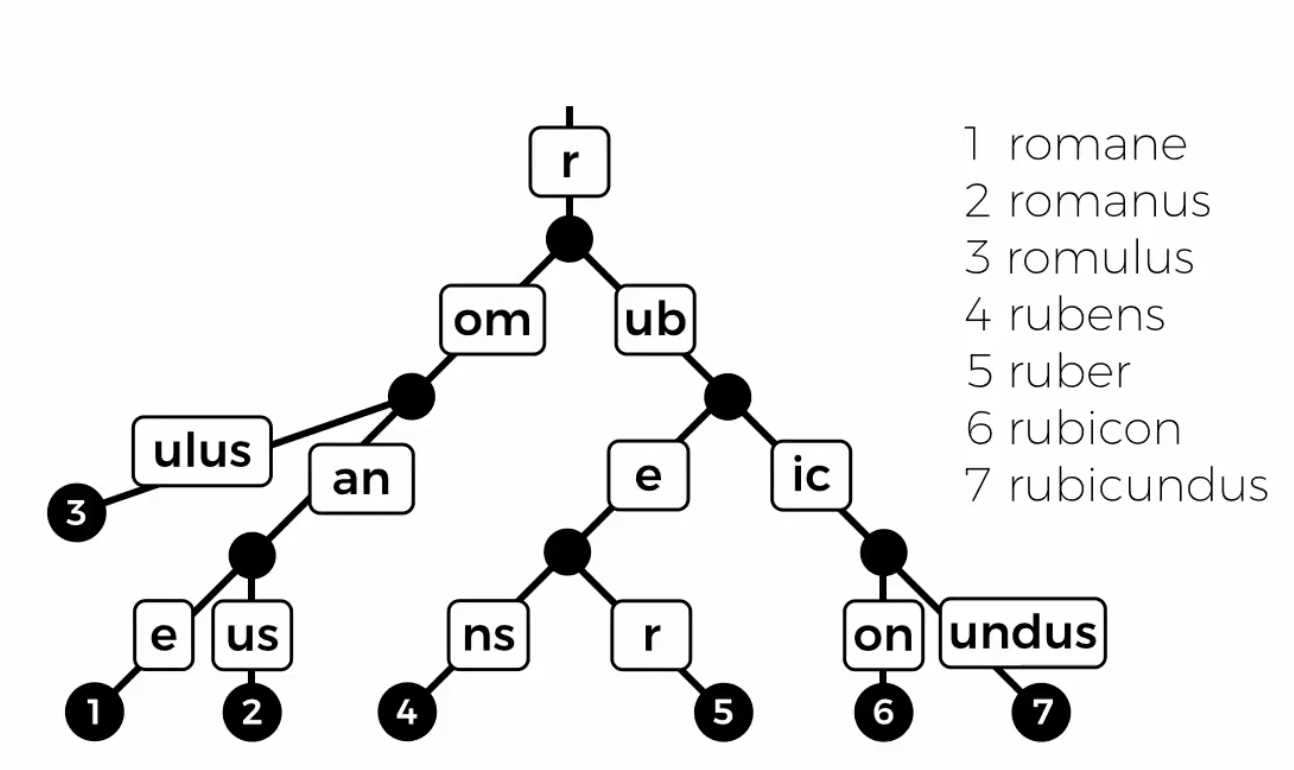 r
om
ub
ulus
an
e
ic
3
e
us
ns
r
on
undus
1
2
4
5
6
7
1 romane
2 romanus
3 romulus
4 rubens
5 ruber
6 rubicon
7 rubicundus